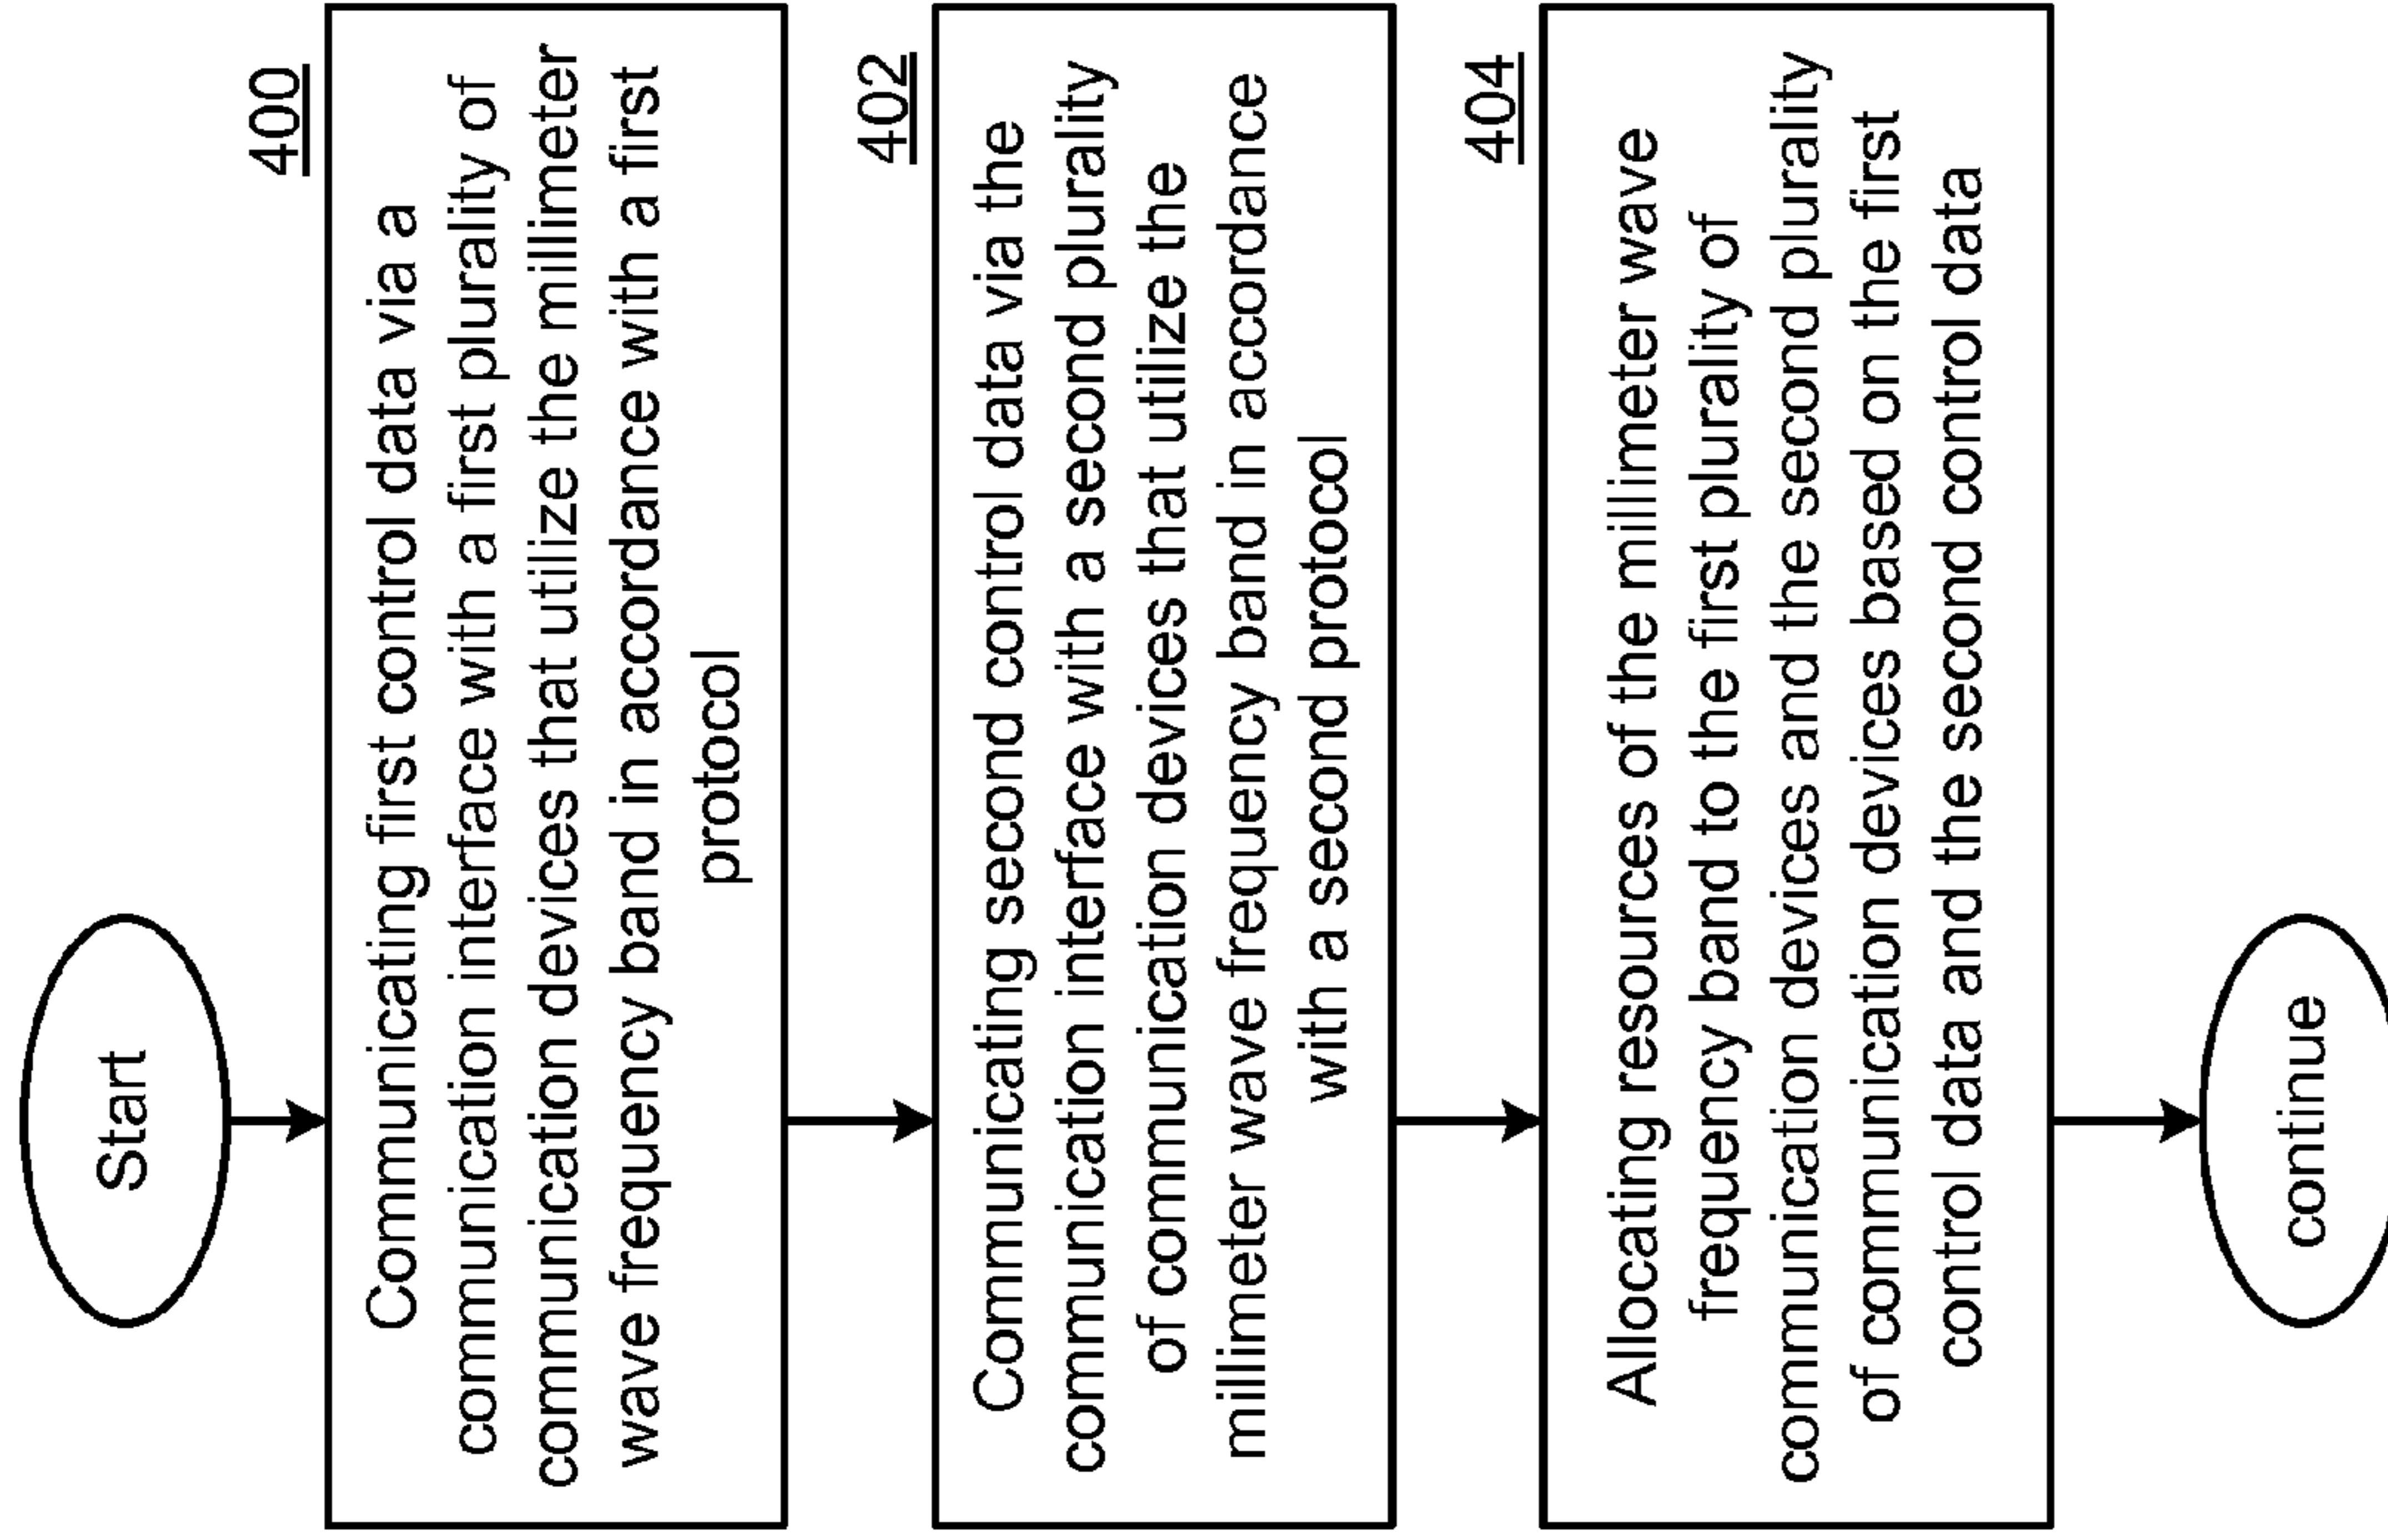 Start
400
Communicating first control data via a
communication interface with a first plurality of
communication devices that utilize the millimeter
wave frequency band in accordance with a first
protocol
402
Communicating second control data via the
communication interface with a second plurality
of communication devices that utilize the
millimeter wave frequency band in accordance
with a second protocol
404
Allocating resources of the millimeter wave
frequency band to the first plurality of
communication devices and the second plurality
of communication devices based on the first
control data and the second control data
continue